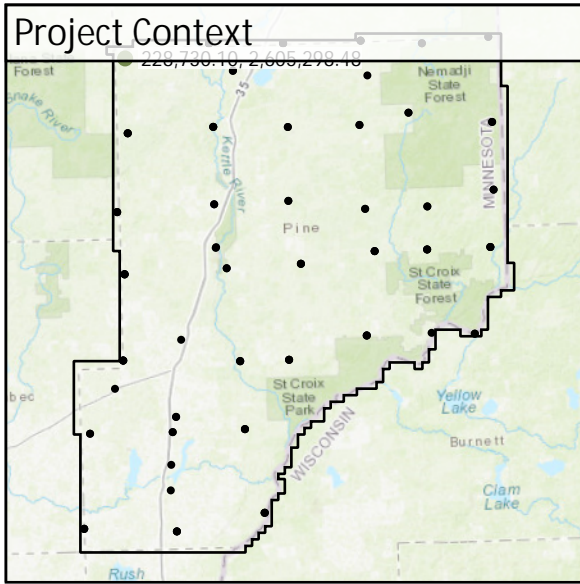 Project Context
228,730.10, 2,605,298.48
Forest
Nemadji
State
Forest
Snake River
35
Kettle River
MINNESOTA
Pine
St Croix
State
Forest
St Croix
State
Park
bec
Yellow
Lake
WISCONSIN
Burnett
Clam
Lake
Rush